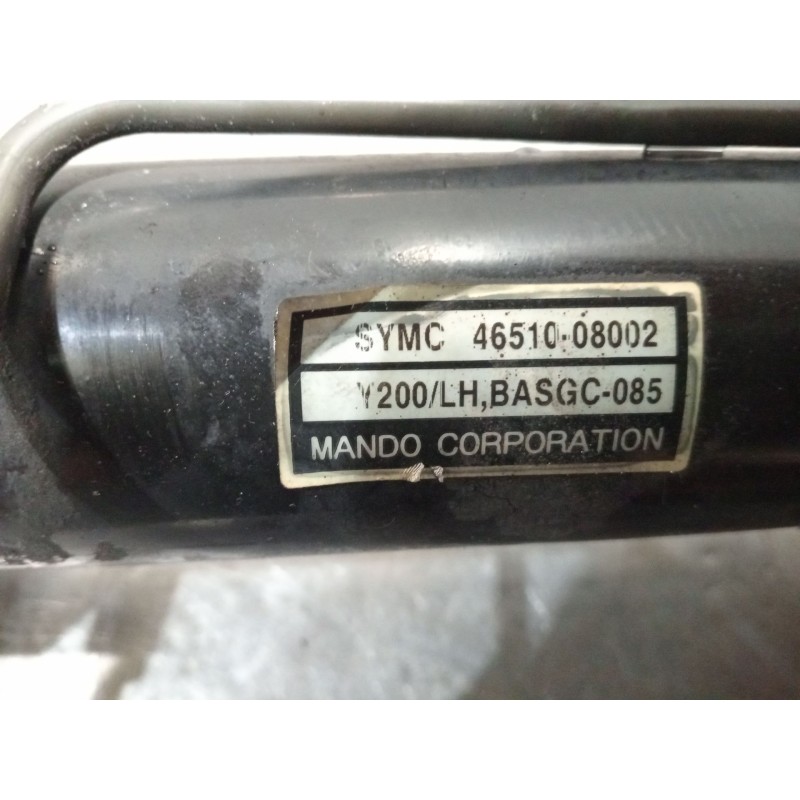 SYMC 46510-08002
Y200/LH,BASGC-085
MANDO CORPORATION